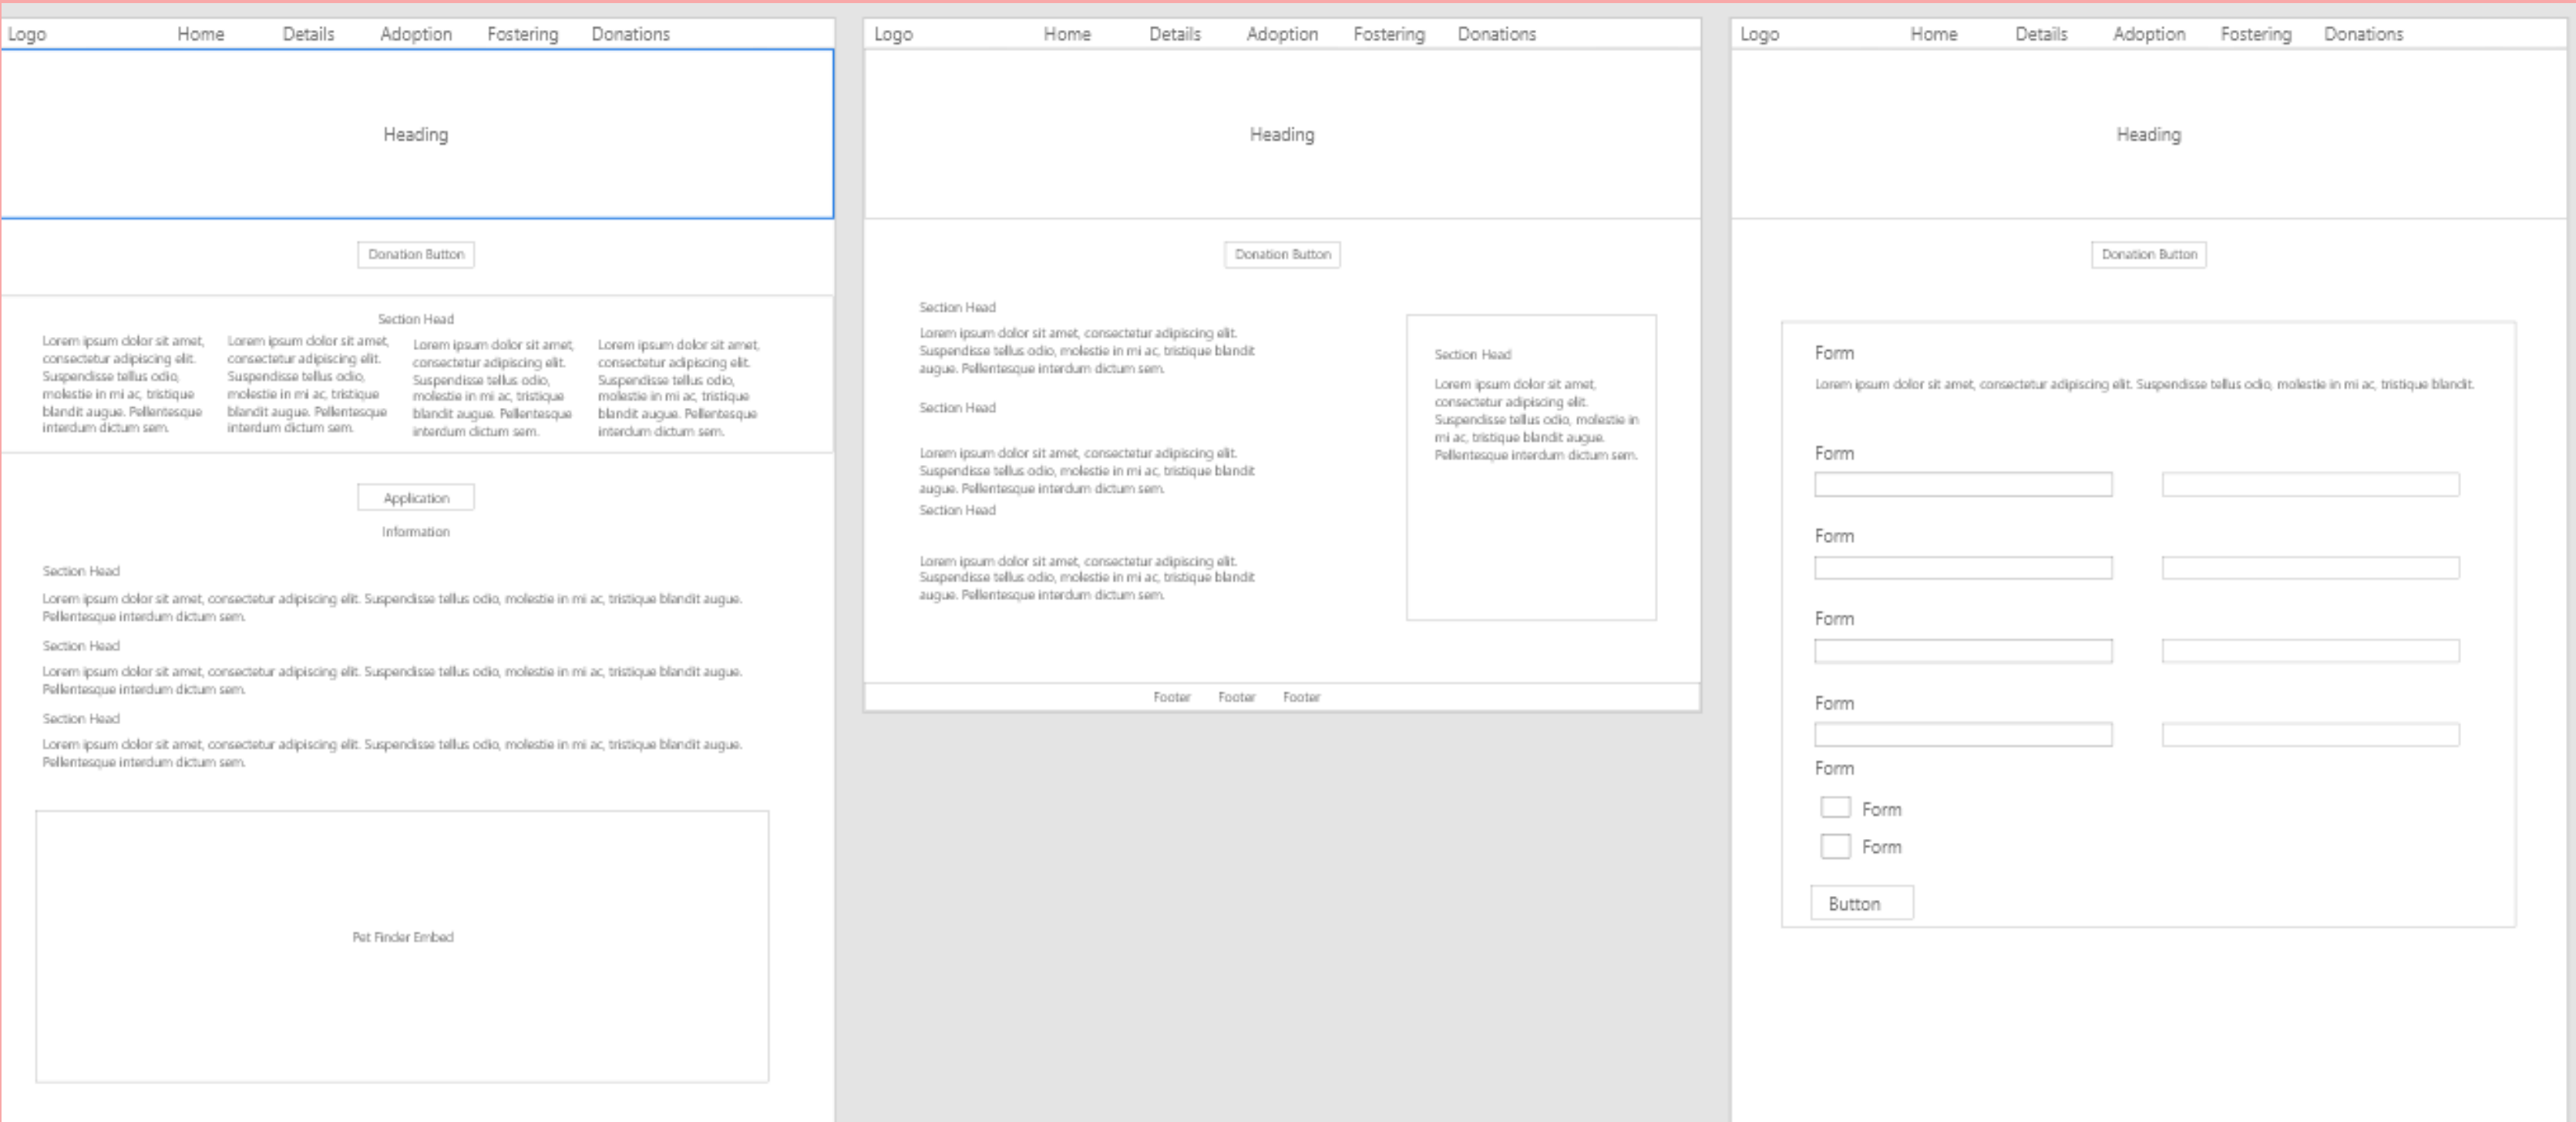 Logo Home Details Adoption Fostering Donations
Heading
Donation Button
Section Head
Lorem ipsum dolor sit amet,
consectetur adipiscing elit.
Suspendisse tellus odio,
molestie in mi ac, tristique
blandit augue. Pellentesque
interdum dictum sem.
Lorem ipsum dolor sit amet,
consectetur adipiscing elit.
Suspendisse tellus odio,
molestie in mi ac, tristique
blandit augue. Pellentesque
interdum dictum sem.
Lorem ipsum dolor sit amet,
consectetur adipiscing elit.
Suspendisse tellus odio,
molestie in mi ac, tristique
blandit augue. Pellentesque
interdum dictum sem.
Lorem ipsum dolor sit amet,
consectetur adipiscing elit.
Suspendisse tellus odio,
molestie in mi ac, tristique
blandit augue. Pellentesque
interdum dictum sem.
Application
Information
Section Head
Lorem ipsum dolor sit amet, consectetur adipiscing elit. Suspendisse tellus odio, molestie in mi ac, tristique blandit augue.
Pellentesque interdum dictum sem.
Section Head
Lorem ipsum dolor sit amet, consectetur adipiscing elit. Suspendisse tellus odio, molestie in mi ac, tristique blandit augue.
Pellentesque interdum dictum sem.
Section Head
Lorem ipsum dolor sit amet, consectetur adipiscing elit. Suspendisse tellus odio, molestie in mi ac, tristique blandit augue.
Pellentesque interdum dictum sem.
Pet Finder Embed
Logo Home Details Adoption Fostering Donations
Heading
Donation Button
Section Head
Lorem ipsum dolor sit amet, consectetur adipiscing elit.
Suspendisse tellus odio, molestie in mi ac, tristique blandit
augue. Pellentesque interdum dictum sem.
Section Head
Lorem ipsum dolor sit amet, consectetur adipiscing elit.
Suspendisse tellus odio, molestie in mi ac, tristique blandit
augue. Pellentesque interdum dictum sem.
Section Head
Lorem ipsum dolor sit amet, consectetur adipiscing elit.
Suspendisse tellus odio, molestie in mi ac, tristique blandit
augue. Pellentesque interdum dictum sem.
Section Head
Lorem ipsum dolor sit amet,
consectetur adipiscing elit.
Suspendisse tellus odio, molestie in
mi ac, tristique blandit augue.
Pellentesque interdum dictum sem.
Footer Footer Footer
Logo Home Details Adoption Fostering Donations
Heading
Donation Button
Form
Lorem ipsum dolor sit amet, consectetur adipiscing elit. Suspendisse tellus odio, molestie in mi ac, tristique blandit.
Form
Form
Form
Form
Form
Form
Form
Button